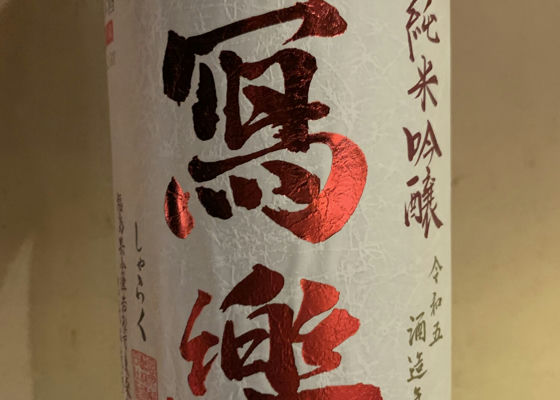 純米吟醸
令和五
酒造年
寫樂
しゃらく